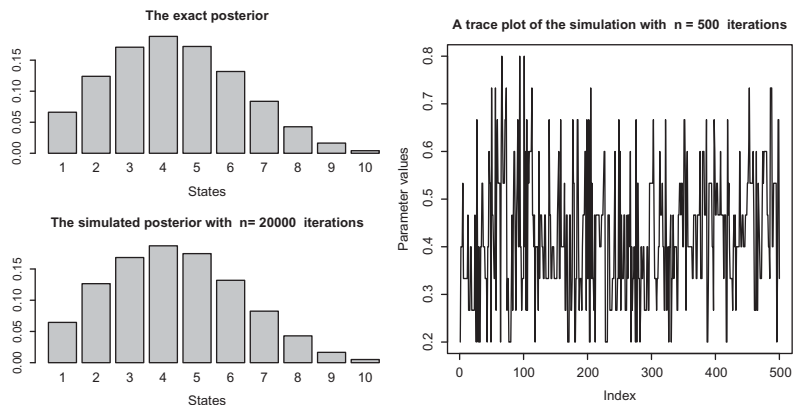 The exact posterior
0.15
0.10
0.05
0.00
1 2 3 4 5 6 7 8 9 10
States
The simulated posterior with n= 20000 iterations
0.15
0.10
0.05
0.00
1 2 3 4 5 6 7 8 9 10
States
A trace plot of the simulation with n = 500 iterations
Parameter values
0.8
0.7
0.6
0.5
0.4
0.3
0.2
0 100 200 300 400 500
Index